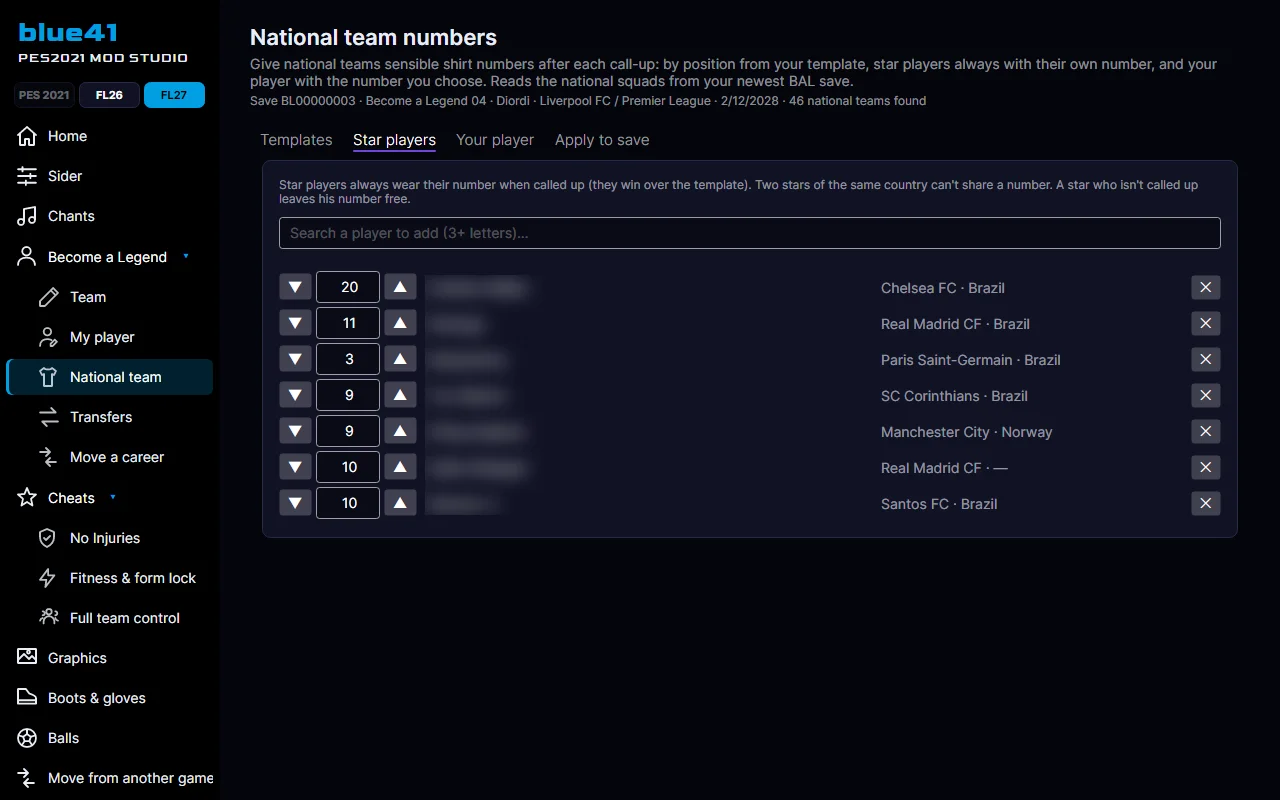 blue41
PES2021 MOD STUDIO
PES 2021 FL26 FL27
Home
Sider
Chants
Become a Legend
Team
My player
National team
Transfers
Move a career
Cheats
No Injuries
Fitness & form lock
Full team control
Graphics
Boots & gloves
Balls
Move from another game
National team numbers
Give national teams sensible shirt numbers after each call-up: by position from your template, star players always with their own number, and your
player with the number you choose. Reads the national squads from your newest BAL save.
Save BL00000003 · Become a Legend 04 · Diordi · Liverpool FC / Premier League · 2/12/2028 · 46 national teams found
Templates Star players Your player Apply to save
Star players always wear their number when called up (they win over the template). Two stars of the same country can't share a number. A star who isn't called up
leaves his number free.
Search a player to add (3+ letters)...
20 Chelsea FC · Brazil
11 Real Madrid CF · Brazil
3 Paris Saint-Germain · Brazil
9 SC Corinthians · Brazil
9 Manchester City · Norway
10 Real Madrid CF · —
10 Santos FC · Brazil